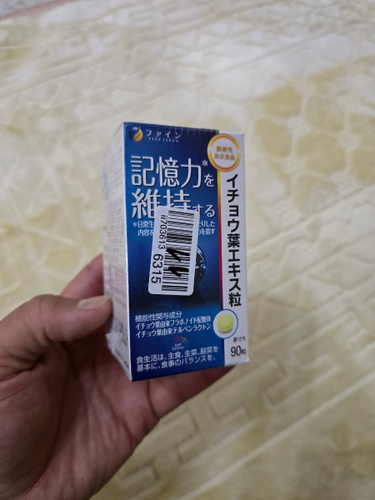 ファイン
FINE JAPAN
機能性
表示食品
記憶力*を
維持する
イチョウ葉エキス粒
#703613
6315
機能性関与成分
イチョウ葉由来フラボノイド配糖体
イチョウ葉由来テルペンラクトン
食生活は、主食、主菜、副菜を
基本に、食事のバランスを。
実寸大
90粒